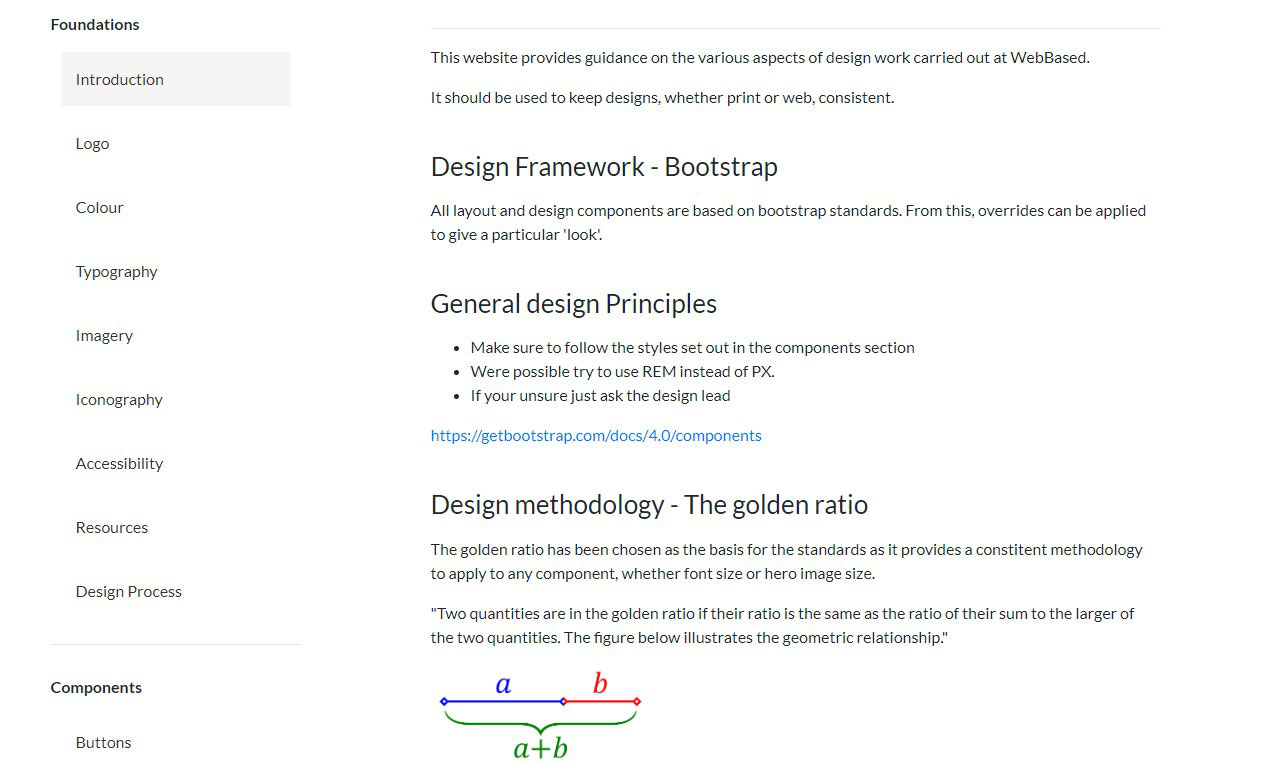 Foundations
Introduction
Logo
Colour
Typography
Imagery
Iconography
Accessibility
Resources
Design Process
Components
Buttons
This website provides guidance on the various aspects of design work carried out at WebBased.
It should be used to keep designs, whether print or web, consistent.
Design Framework - Bootstrap
All layout and design components are based on bootstrap standards. From this, overrides can be applied
to give a particular 'look'.
General design Principles
• Make sure to follow the styles set out in the components section
• Were possible try to use REM instead of PX.
• If your unsure just ask the design lead
https://getbootstrap.com/docs/4.0/components
Design methodology - The golden ratio
The golden ratio has been chosen as the basis for the standards as it provides a constitent methodology
to apply to any component, whether font size or hero image size.
"Two quantities are in the golden ratio if their ratio is the same as the ratio of their sum to the larger of
the two quantities. The figure below illustrates the geometric relationship."
a b
a+b